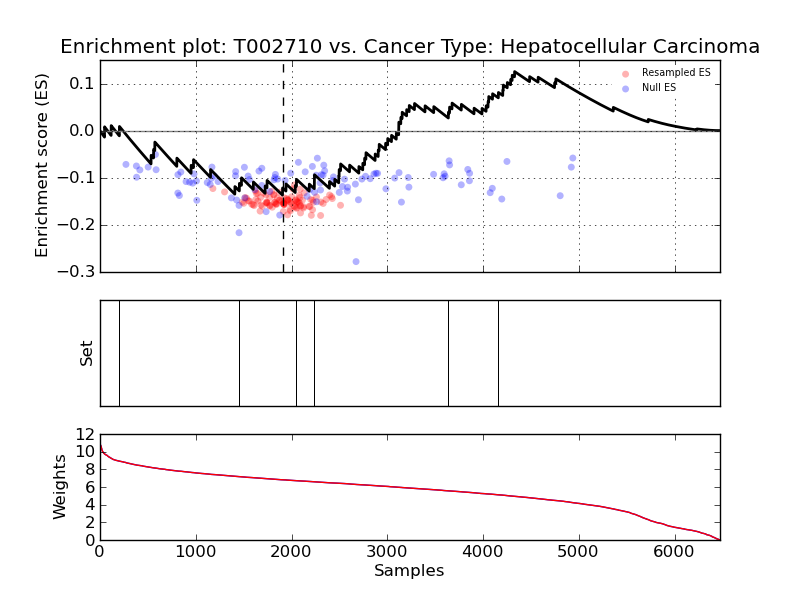 Enrichment plot: T002710 vs. Cancer Type: Hepatocellular Carcinoma
Enrichment score (ES)
0.1
0.0
−0.1
−0.2
−0.3
Resampled ES
Null ES
Set
Weights
12
10
8
6
4
2
0
0 1000 2000 3000 4000 5000 6000
Samples